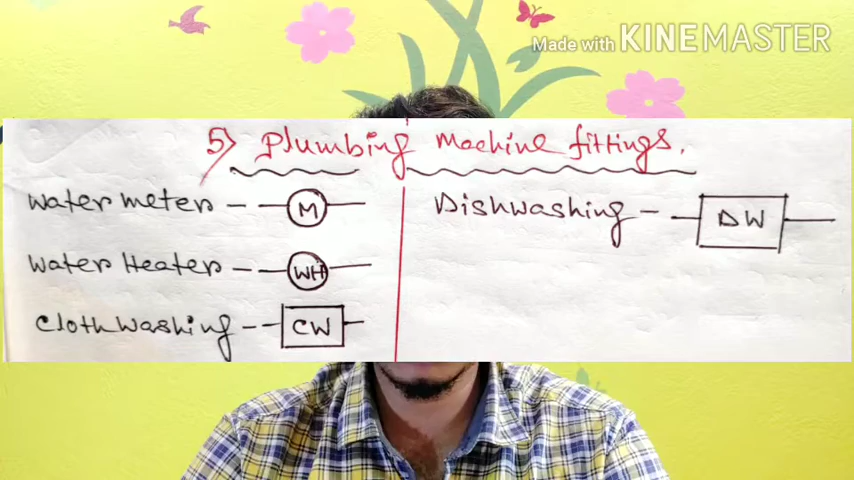 Made with KINEMASTER
5) Plumbing Machine fittings.
Water meter - M
Water Heater - WH
Cloth Washing - CW
Dishwashing - DW